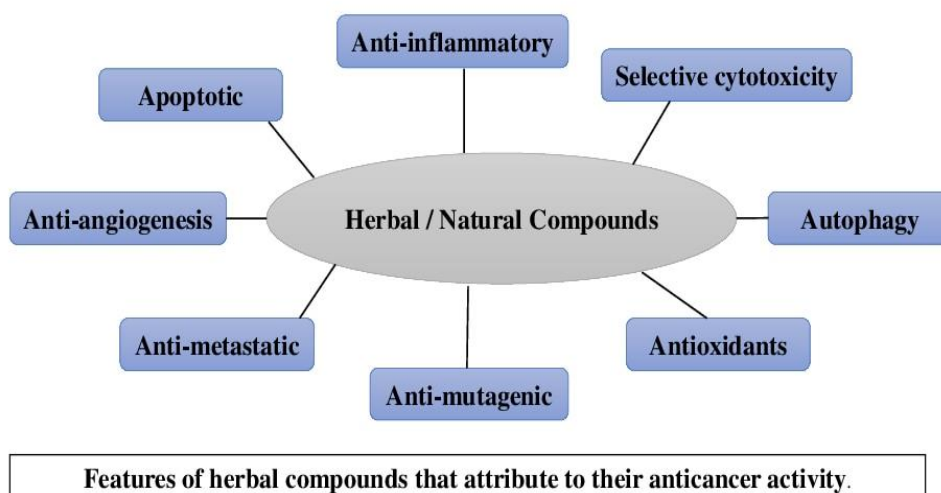 Anti-inflammatory
Apoptotic
Selective cytotoxicity
Anti-angiogenesis
Herbal / Natural Compounds
Autophagy
Anti-metastatic
Antioxidants
Anti-mutagenic
Features of herbal compounds that attribute to their anticancer activity.